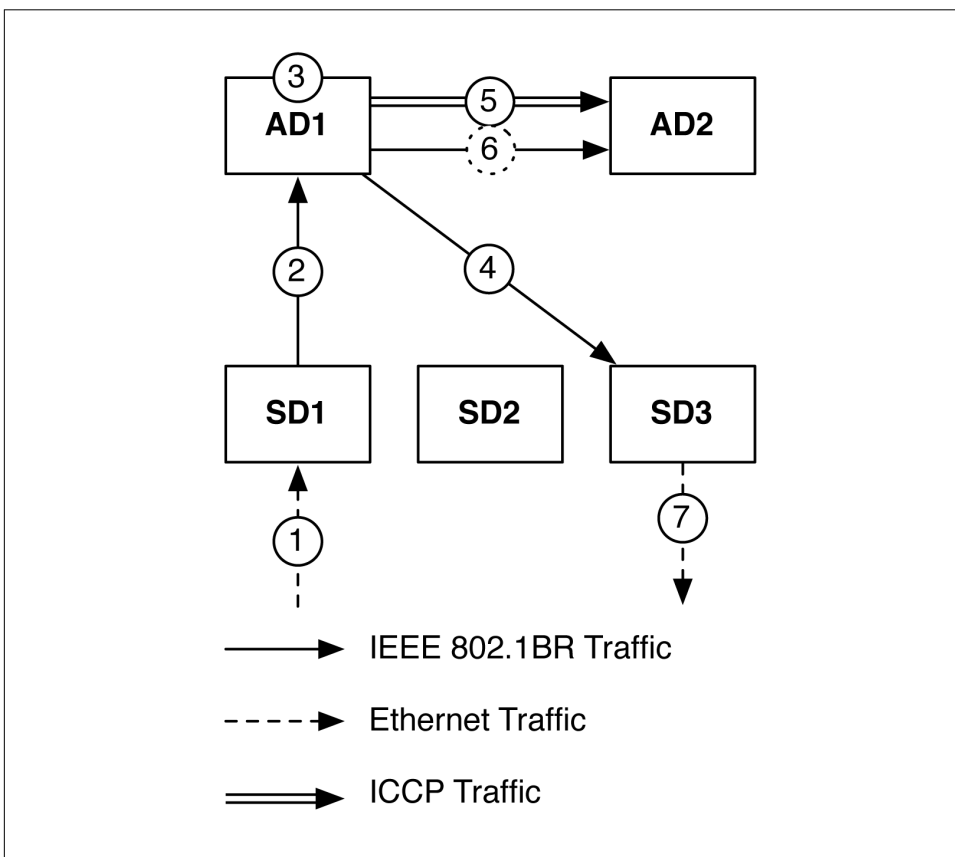 3
AD1
5
6
AD2
2
4
SD1
SD2
SD3
1
7
IEEE 802.1BR Traffic
Ethernet Traffic
ICCP Traffic